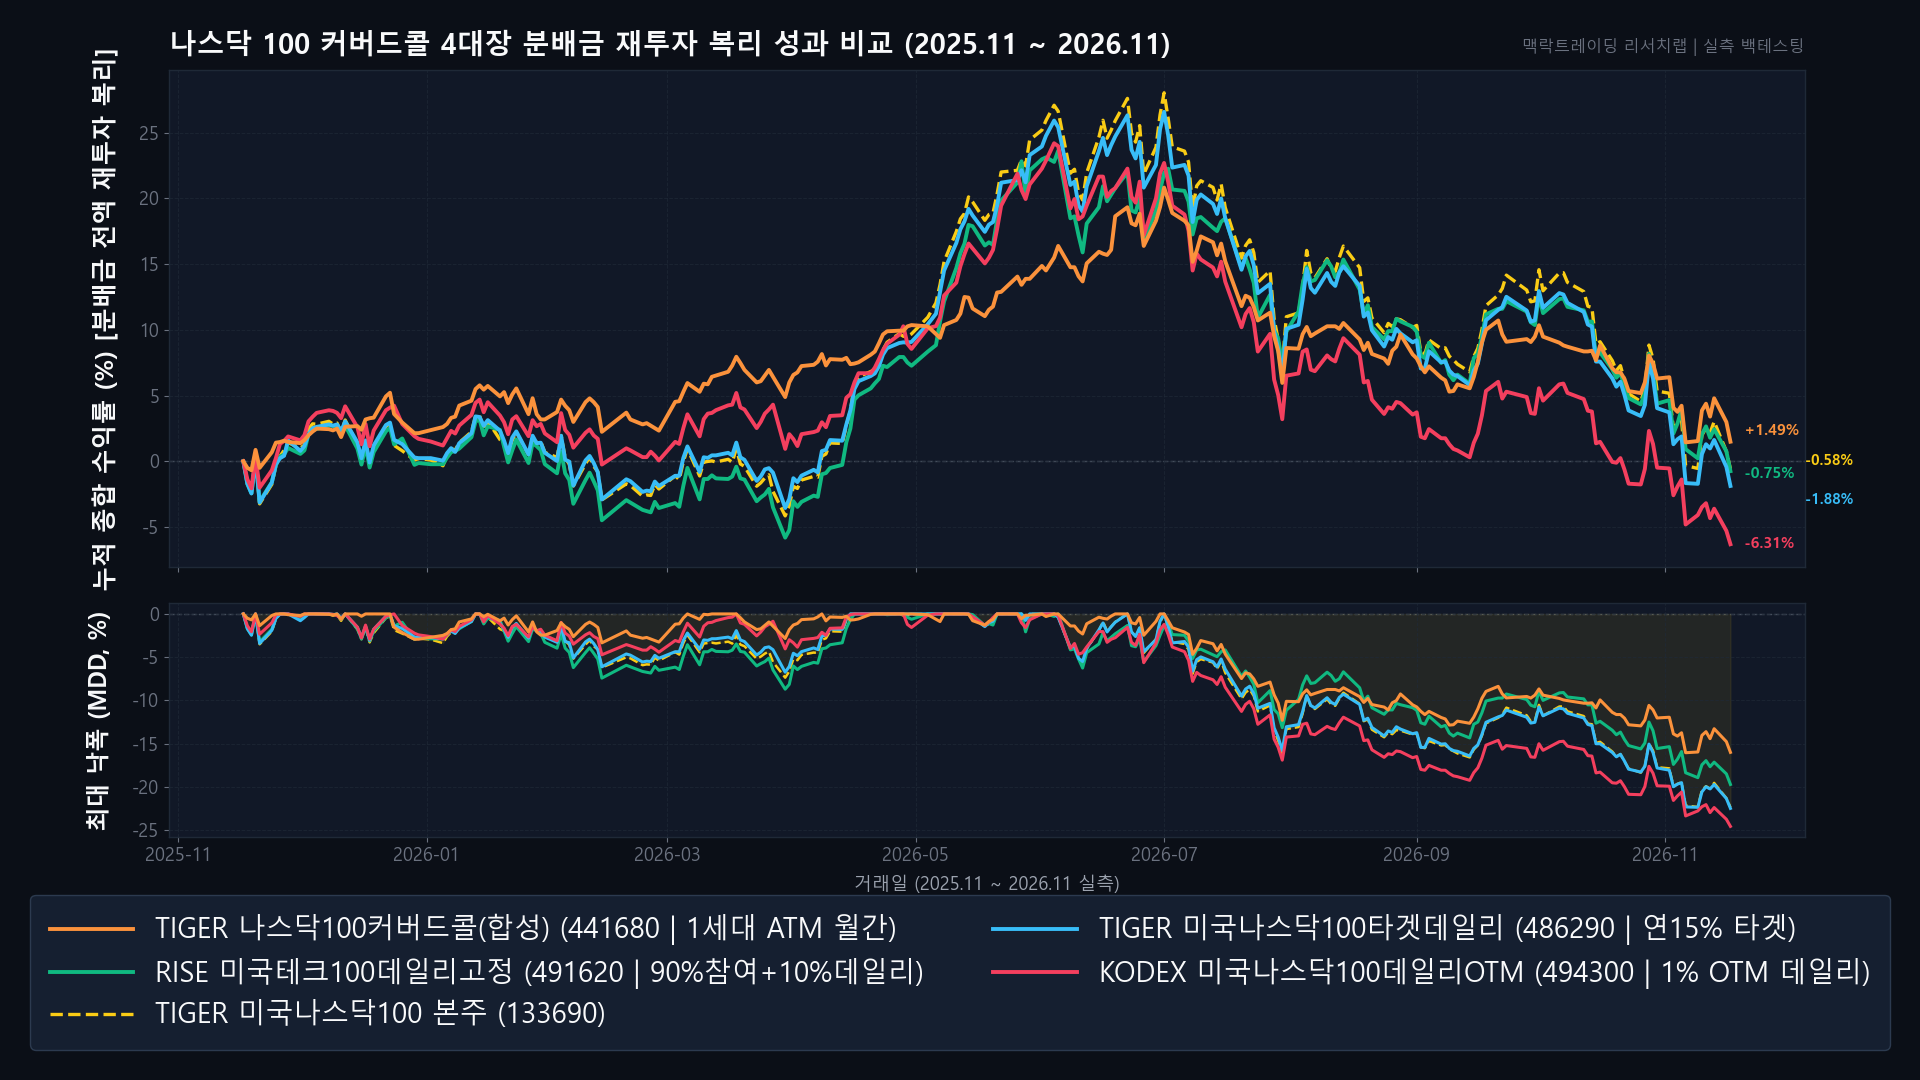 나스닥 100 커버드콜 4대장 분배금 재투자 복리 성과 비교 (2025.11 ~ 2026.11)
맥락트레이딩 리서치랩 | 실측 백테스팅
누적 종합 수익률 (%) [분배금 전액 재투자 복리]
25
20
15
10
5
0
-5
+1.49%
-0.58%
-0.75%
-1.88%
-6.31%
최대 낙폭 (MDD, %)
0
-5
-10
-15
-20
-25
2025-11 2026-01 2026-03 2026-05 2026-07 2026-09 2026-11
거래일 (2025.11 ~ 2026.11 실측)
TIGER 나스닥100커버드콜(합성) (441680 | 1세대 ATM 월간)
RISE 미국테크100데일리고정 (491620 | 90%참여+10%데일리)
TIGER 미국나스닥100 본주 (133690)
TIGER 미국나스닥100타겟데일리 (486290 | 연15% 타겟)
KODEX 미국나스닥100데일리OTM (494300 | 1% OTM 데일리)